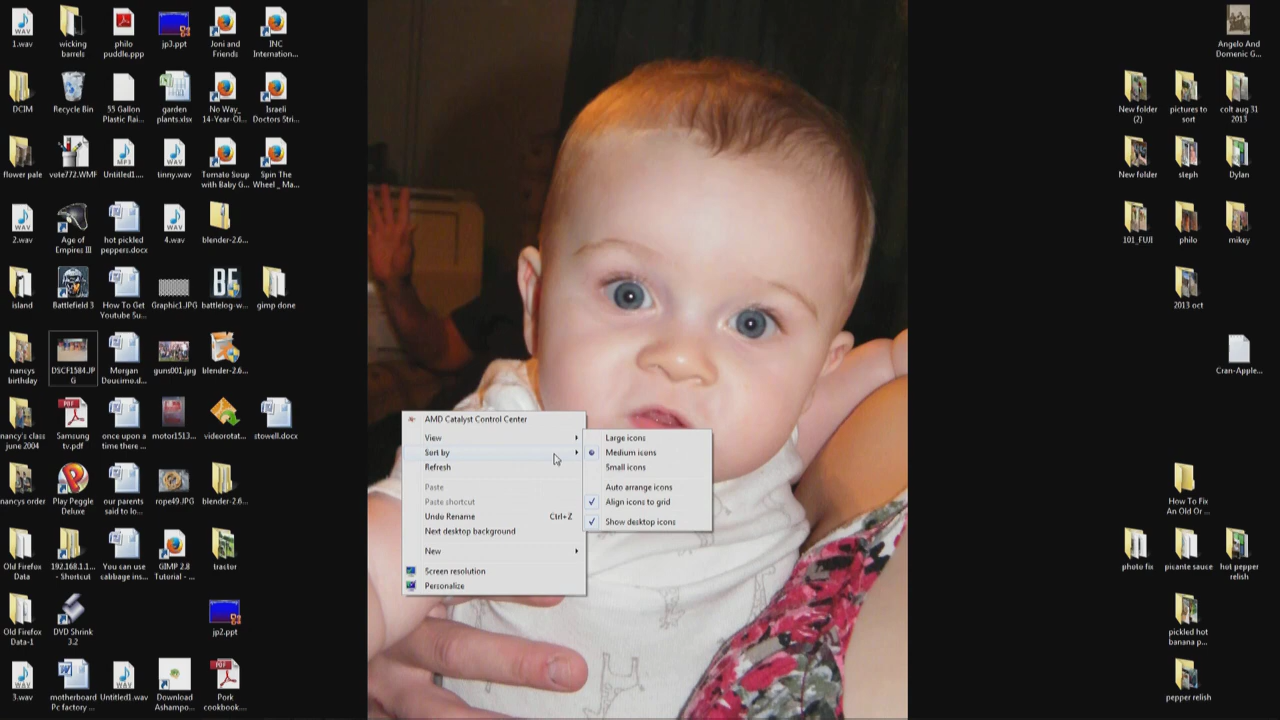 1.wav
wicking
barrels
philo
puddle.ppp
jp3.ppt
Joni and
Friends
INC
Internation...
Angelo And
Domenic G...
DCIM
Recycle Bin
55 Gallon
Plastic Rai...
garden
plants.xlsx
No Way_
14-Year-Ol...
Israeli
Doctors Stri...
New folder
(2)
pictures to
sort
colt aug 31
2013
flower pale
vote772.WMF
Untitled1....
tinny.wav
Tomato Soup
with Baby G...
Spin The
Wheel _ Ma...
New folder
steph
Dylan
2.wav
Age of
Empires III
hot pickled
peppers.docx
4.wav
blender-2.6...
101_FUJI
philo
mikey
island
Battlefield 3
How To Get
Youtube Su...
Graphic1.JPG
battlelog-w...
gimp done
2013 oct
nancys
birthday
DSCF1584.JP
G
Morgan
Doucimo.d...
guns001.jpg
blender-2.6...
Cran-Apple...
nancy's class
june 2004
Samsung
tv.pdf
once upon a
time there ...
motor1513...
videorotat...
stowell.docx
AMD Catalyst Control Center
View
Sort by
Refresh
Paste
Paste shortcut
Undo Rename Ctrl+Z
Next desktop background
New
Screen resolution
Personalize
Large icons
Medium icons
Small icons
Auto arrange icons
Align icons to grid
Show desktop icons
nancys order
Play Peggle
Deluxe
our parents
said to lo...
rope49.JPG
blender-2.6...
How To Fix
An Old Or ...
Old Firefox
Data
192.168.1.1...
- Shortcut
You can use
cabbage ins...
GIMP 2.8
Tutorial - ...
tractor
photo fix
picante sauce
hot pepper
relish
Old Firefox
Data-1
DVD Shrink
3.2
jp2.ppt
pickled hot
banana p...
3.wav
motherboard
Pc factory ...
Untitled1.wav
Download
Ashampo...
Pork
cookbook....
pepper relish